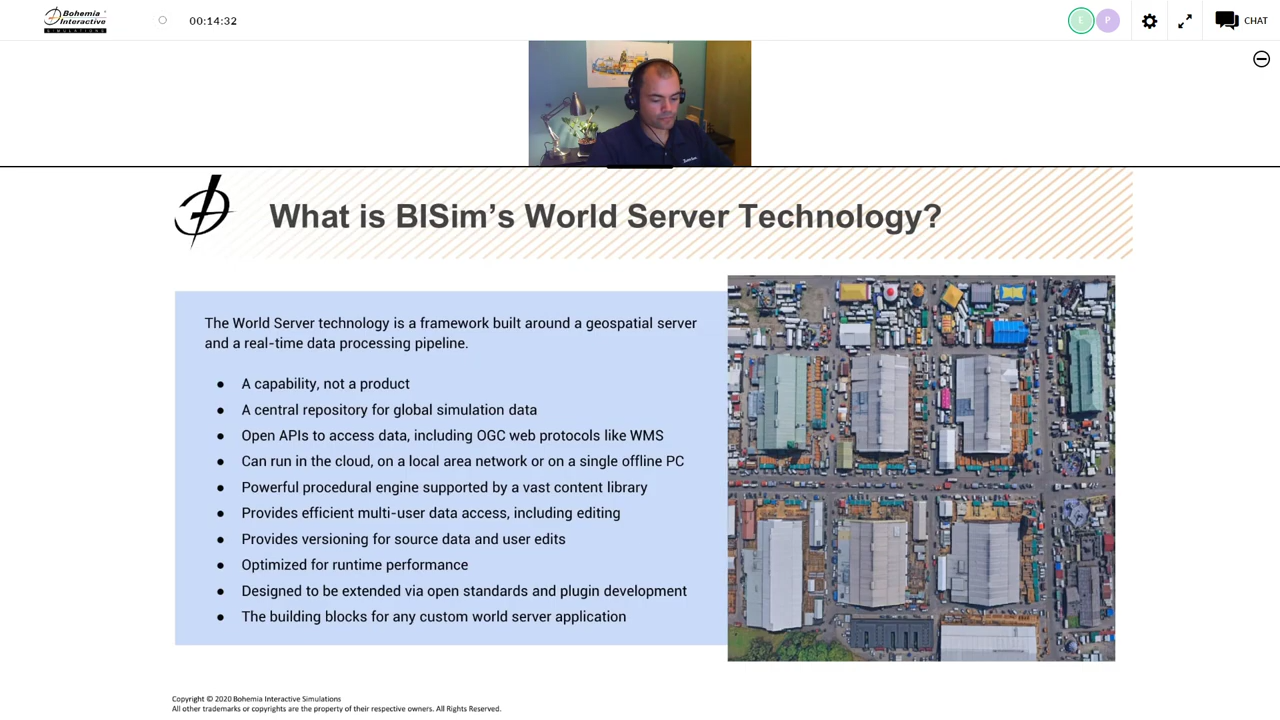 Bohemia
Interactive
SIMULATIONS
00:14:32
E
P
CHAT
What is BISim’s World Server Technology?
The World Server technology is a framework built around a geospatial server
and a real-time data processing pipeline.
● A capability, not a product
● A central repository for global simulation data
● Open APIs to access data, including OGC web protocols like WMS
● Can run in the cloud, on a local area network or on a single offline PC
● Powerful procedural engine supported by a vast content library
● Provides efficient multi-user data access, including editing
● Provides versioning for source data and user edits
● Optimized for runtime performance
● Designed to be extended via open standards and plugin development
● The building blocks for any custom world server application
Copyright © 2020 Bohemia Interactive Simulations
All other trademarks or copyrights are the property of their respective owners. All Rights Reserved.